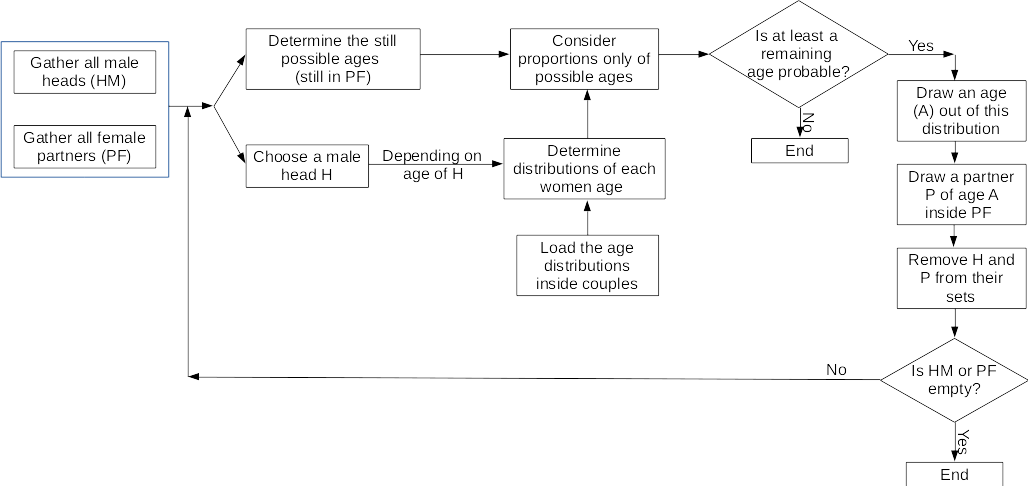 Gather all male
heads (HM)
Gather all female
partners (PF)
Determine the still
possible ages
(still in PF)
Choose a male
head H
Depending on
age of H
Consider
proportions only of
possible ages
Determine
distributions of each
women age
Load the age
distributions
inside couples
Is at least a
remaining
age probable?
No
End
Yes
Draw an age
(A) out of this
distribution
Draw a partner
P of age A
inside PF
Remove H and
P from their
sets
Is HM or PF
empty?
No
Yes
End